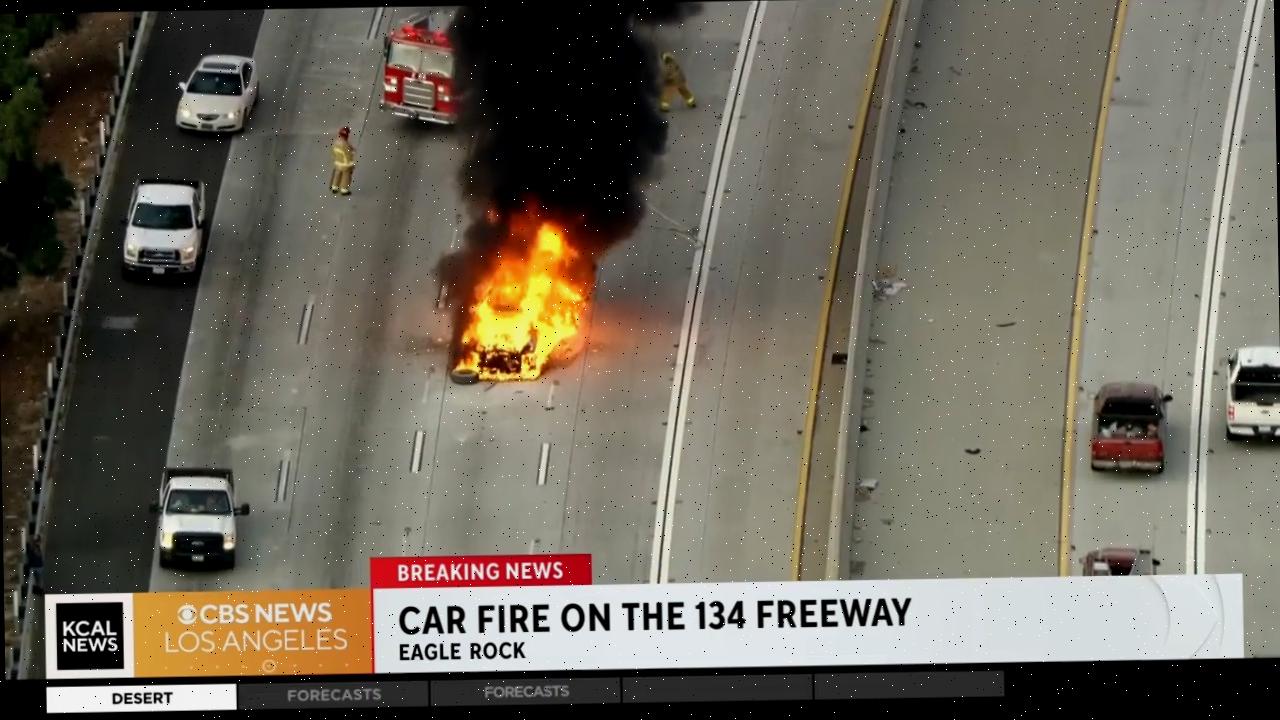 BREAKING NEWS
KCAL
NEWS
CBS NEWS
LOS ANGELES
CAR FIRE ON THE 134 FREEWAY
EAGLE ROCK
DESERT
FORECASTS
FORECASTS